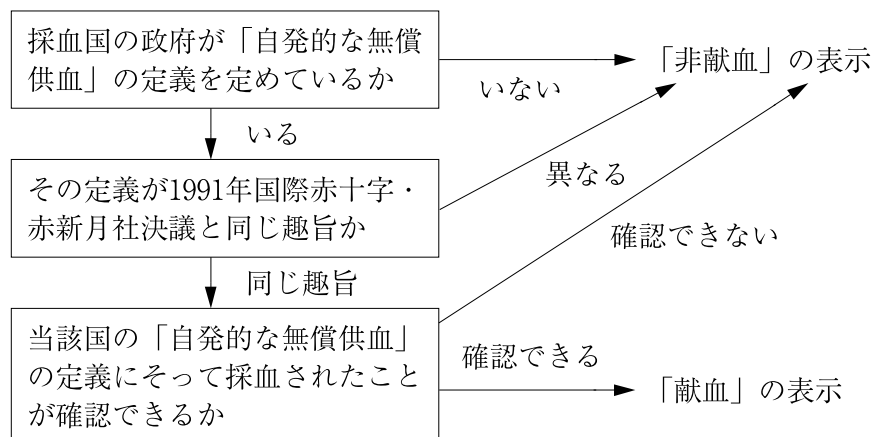 採血国の政府が「自発的な無償
供血」の定義を定めているか
いない
「非献血」の表示
いる
その定義が1991年国際赤十字・
赤新月社決議と同じ趣旨か
異なる
確認できない
同じ趣旨
当該国の「自発的な無償供血」
の定義にそって採血されたこと
が確認できるか
確認できる
「献血」の表示